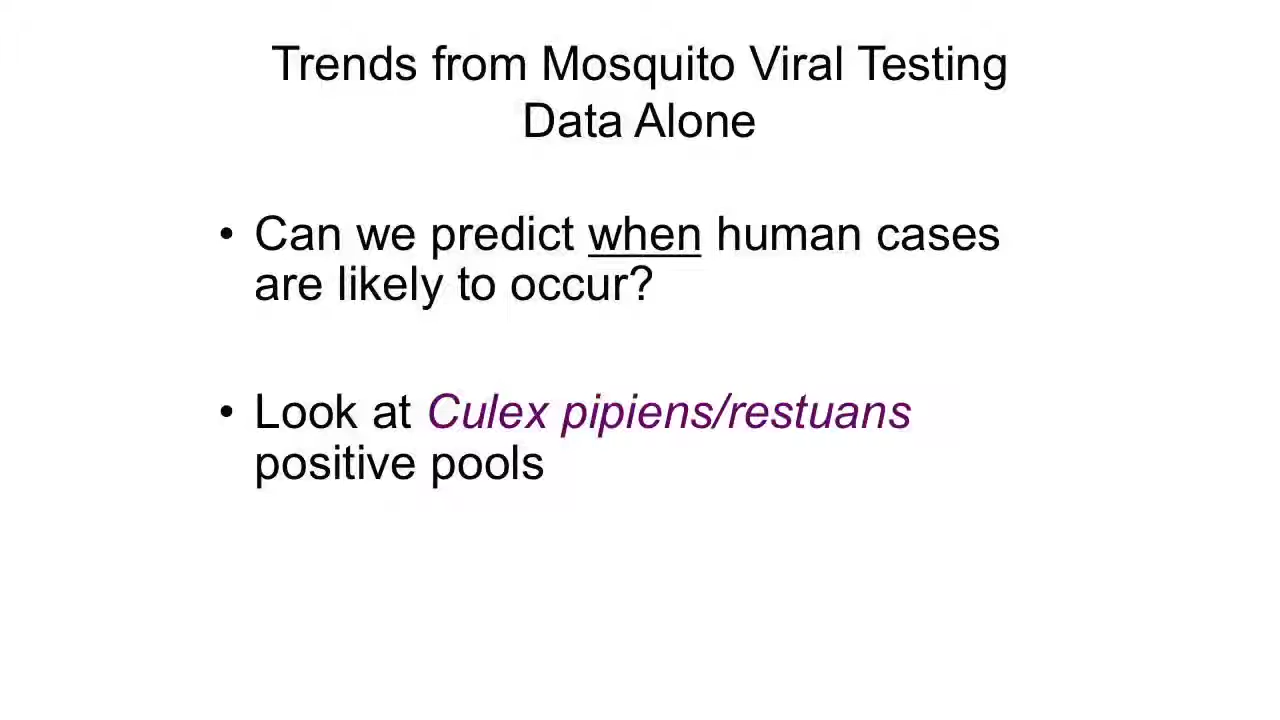 Trends from Mosquito Viral Testing
Data Alone
• Can we predict when human cases
are likely to occur?
• Look at Culex pipiens/restuans
positive pools